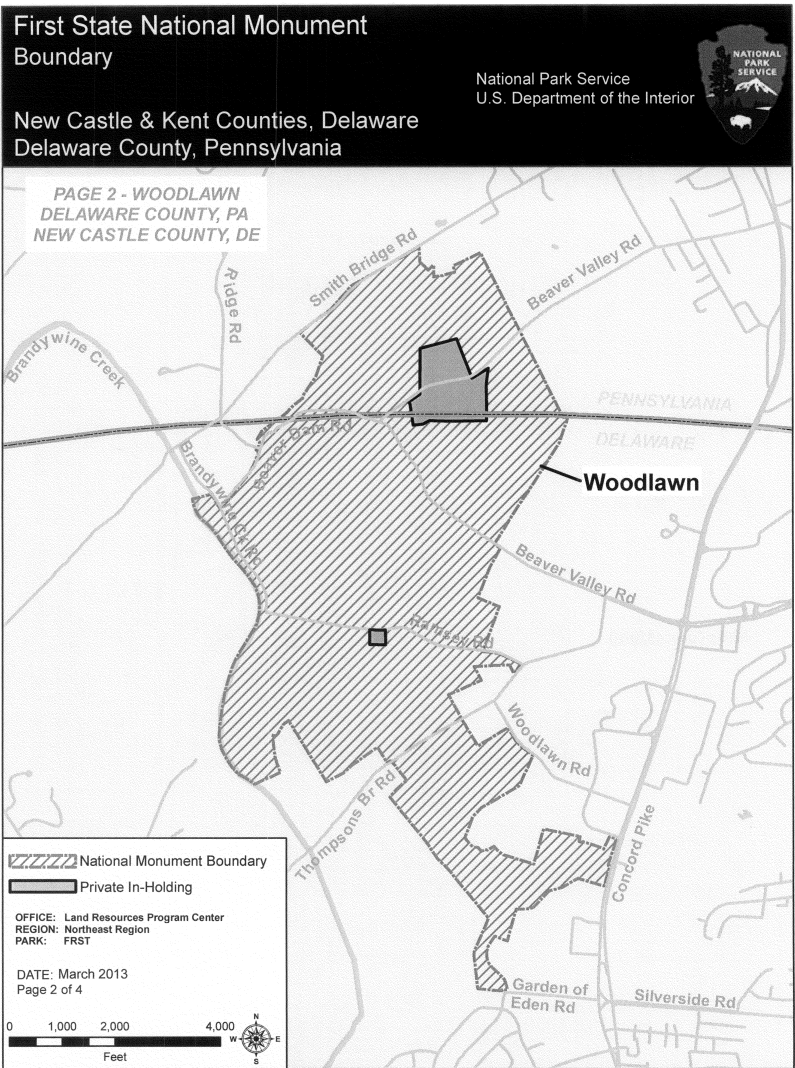 First State National Monument
Boundary
National Park Service
U.S. Department of the Interior
NATIONAL
PARK
SERVICE
New Castle & Kent Counties, Delaware
Delaware County, Pennsylvania
PAGE 2 - WOODLAWN
DELAWARE COUNTY, PA
NEW CASTLE COUNTY, DE
Smith Bridge Rd
Beaver Valley Rd
Ridge Rd
Brandywine Creek
PENNSYLVANIA
DELAWARE
Beaver Dam Rd
Brandywine Ck Rd
Woodlawn
Beaver Valley Rd
Ramsey Rd
Woodlawn Rd
Thompsons Br Rd
Concord Pike
National Monument Boundary
Private In-Holding
OFFICE: Land Resources Program Center
REGION: Northeast Region
PARK: FRST
DATE: March 2013
Page 2 of 4
Garden of
Eden Rd
Silverside Rd
0 1,000 2,000 4,000
Feet
N
W E
S